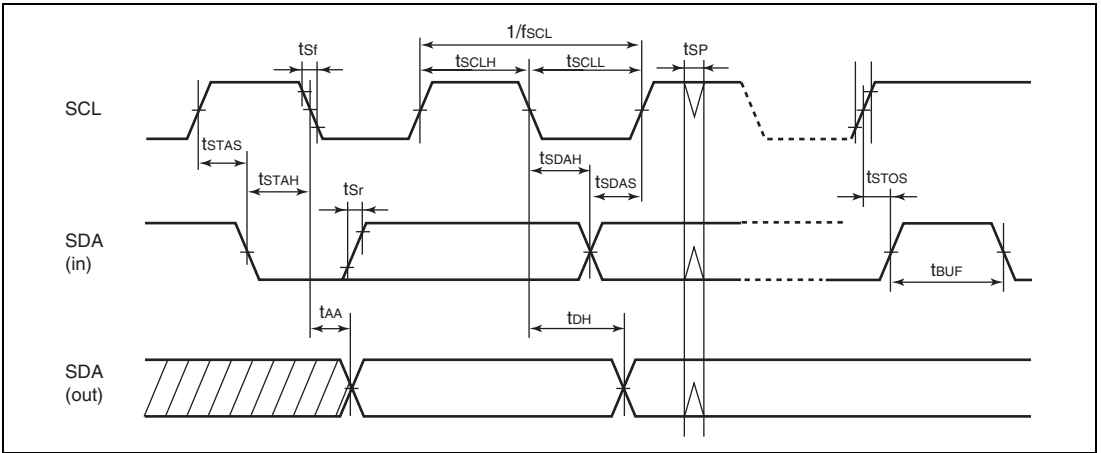 1/fSCL
tSf
tSCLH
tSCLL
tSP
SCL
tSTAS
tSTAH
tSr
tSDAH
tSDAS
tSTOS
SDA
(in)
tBUF
tAA
tDH
SDA
(out)